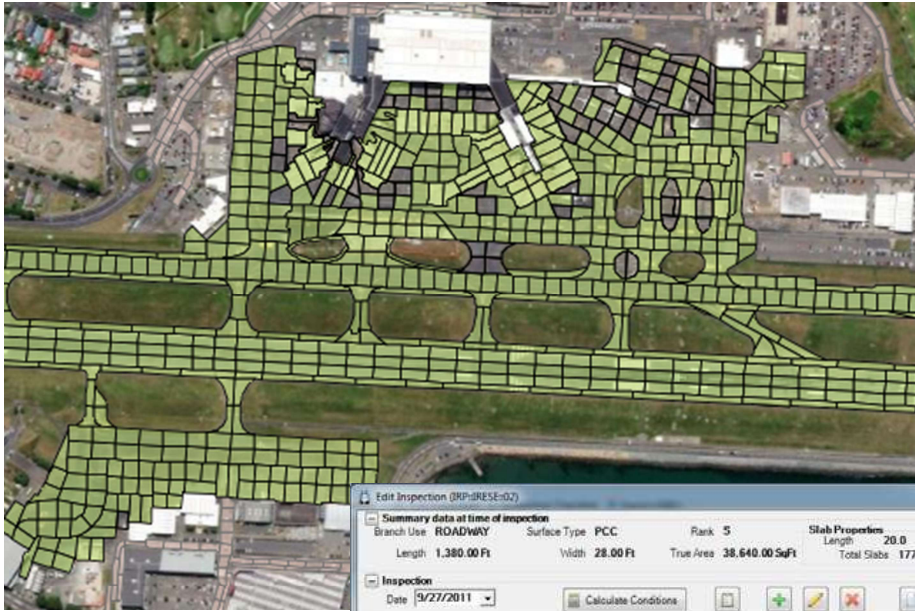 Edit Inspection (IRP::IRESE::02)
Summary data at time of inspection
Branch Use ROADWAY Surface Type PCC Rank S Slab Properties
Length 20.0
Length 1,380.00 Ft Width 28.00 Ft True Area 38,640.00 SqFt Total Slabs 177
Inspection
Date 9/27/2011 Calculate Conditions